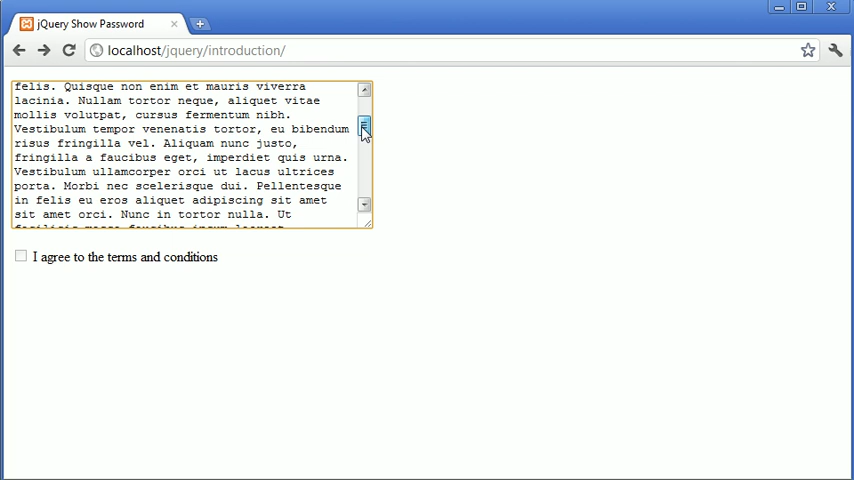 jQuery Show Password
localhost/jquery/introduction/
felis. Quisque non enim et mauris viverra
lacinia. Nullam tortor neque, aliquet vitae
mollis volutpat, cursus fermentum nibh.
Vestibulum tempor venenatis tortor, eu bibendum
risus fringilla vel. Aliquam nunc justo,
fringilla a faucibus eget, imperdiet quis urna.
Vestibulum ullamcorper orci ut lacus ultrices
porta. Morbi nec scelerisque dui. Pellentesque
in felis eu eros aliquet adipiscing sit amet
sit amet orci. Nunc in tortor nulla. Ut
I agree to the terms and conditions